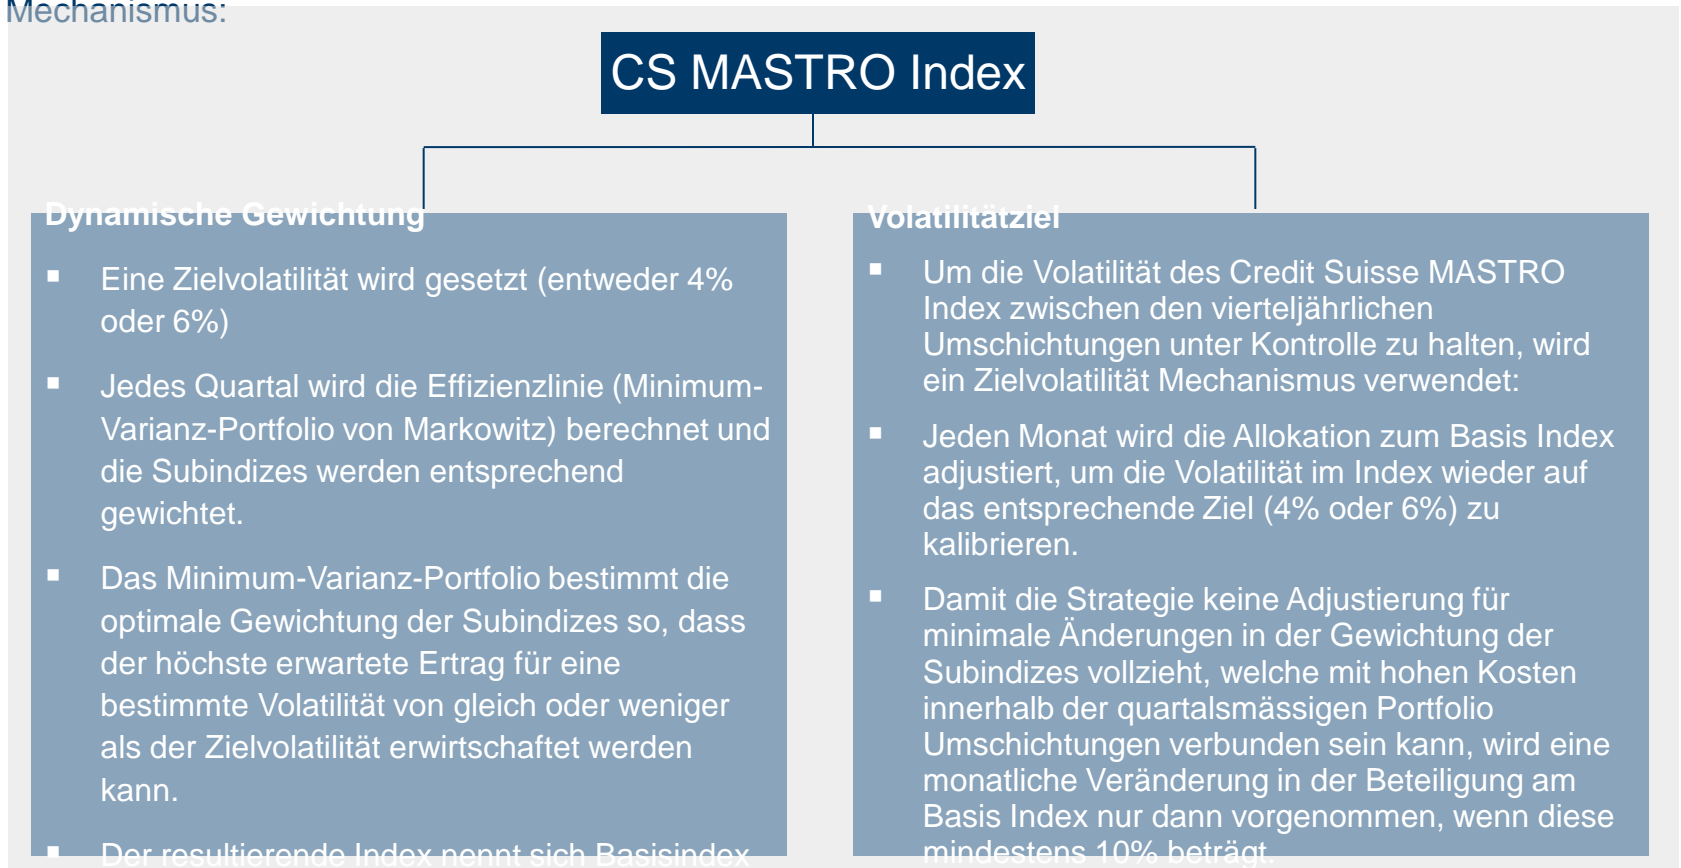 Mechanismus:
CS MASTRO Index
Dynamische Gewichtung
▪ Eine Zielvolatilität wird gesetzt (entweder 4%
oder 6%)
▪ Jedes Quartal wird die Effizienzlinie (Minimum-
Varianz-Portfolio von Markowitz) berechnet und
die Subindizes werden entsprechend
gewichtet.
▪ Das Minimum-Varianz-Portfolio bestimmt die
optimale Gewichtung der Subindizes so, dass
der höchste erwartete Ertrag für eine
bestimmte Volatilität von gleich oder weniger
als der Zielvolatilität erwirtschaftet werden
kann.
▪ Der resultierende Index nennt sich Basisindex
Volatilitätziel
▪ Um die Volatilität des Credit Suisse MASTRO
Index zwischen den vierteljährlichen
Umschichtungen unter Kontrolle zu halten, wird
ein Zielvolatilität Mechanismus verwendet:
▪ Jeden Monat wird die Allokation zum Basis Index
adjustiert, um die Volatilität im Index wieder auf
das entsprechende Ziel (4% oder 6%) zu
kalibrieren.
▪ Damit die Strategie keine Adjustierung für
minimale Änderungen in der Gewichtung der
Subindizes vollzieht, welche mit hohen Kosten
innerhalb der quartalsmässigen Portfolio
Umschichtungen verbunden sein kann, wird eine
monatliche Veränderung in der Beteiligung am
Basis Index nur dann vorgenommen, wenn diese
mindestens 10% beträgt.